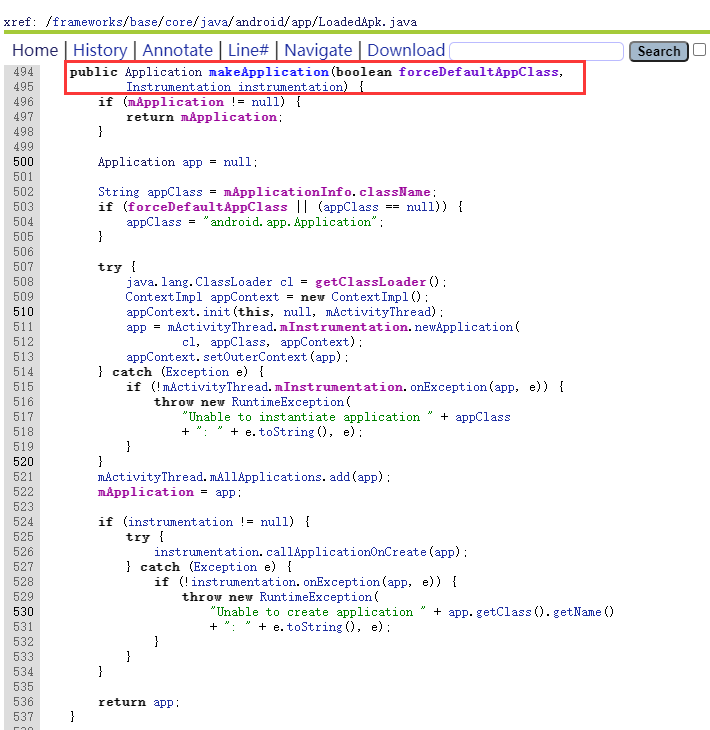 xref: /frameworks/base/core/java/android/app/LoadedApk.java
Home | History | Annotate | Line# | Navigate | Download Search
494 public Application makeApplication(boolean forceDefaultAppClass,
495 Instrumentation instrumentation) {
496 if (mApplication != null) {
497 return mApplication;
498 }
499
500 Application app = null;
501
502 String appClass = mApplicationInfo.className;
503 if (forceDefaultAppClass || (appClass == null)) {
504 appClass = "android.app.Application";
505 }
506
507 try {
508 java.lang.ClassLoader cl = getClassLoader();
509 ContextImpl appContext = new ContextImpl();
510 appContext.init(this, null, mActivityThread);
511 app = mActivityThread.mInstrumentation.newApplication(
512 cl, appClass, appContext);
513 appContext.setOuterContext(app);
514 } catch (Exception e) {
515 if (!mActivityThread.mInstrumentation.onException(app, e)) {
516 throw new RuntimeException(
517 "Unable to instantiate application " + appClass
518 + ": " + e.toString(), e);
519 }
520 }
521 mActivityThread.mAllApplications.add(app);
522 mApplication = app;
523
524 if (instrumentation != null) {
525 try {
526 instrumentation.callApplicationOnCreate(app);
527 } catch (Exception e) {
528 if (!instrumentation.onException(app, e)) {
529 throw new RuntimeException(
530 "Unable to create application " + app.getClass().getName()
531 + ": " + e.toString(), e);
532 }
533 }
534 }
535
536 return app;
537 }